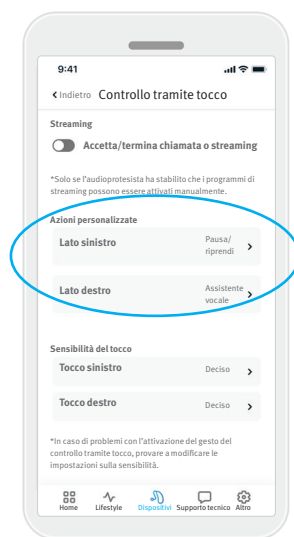 9:41
Indietro Controllo tramite tocco
Streaming
Accetta/termina chiamata o streaming
*Solo se l'audioprotesista ha stabilito che i programmi di
streaming possono essere attivati manualmente.
Azioni personalizzate
Lato sinistro Pausa/
riprendi
Lato destro Assistente
vocale
Sensibilità del tocco
Tocco sinistro Deciso
Tocco destro Deciso
*In caso di problemi con l'attivazione del gesto del
controllo tramite tocco, provare a modificare le
impostazioni sulla sensibilità.
Home Lifestyle Dispositivi Supporto tecnico Altro